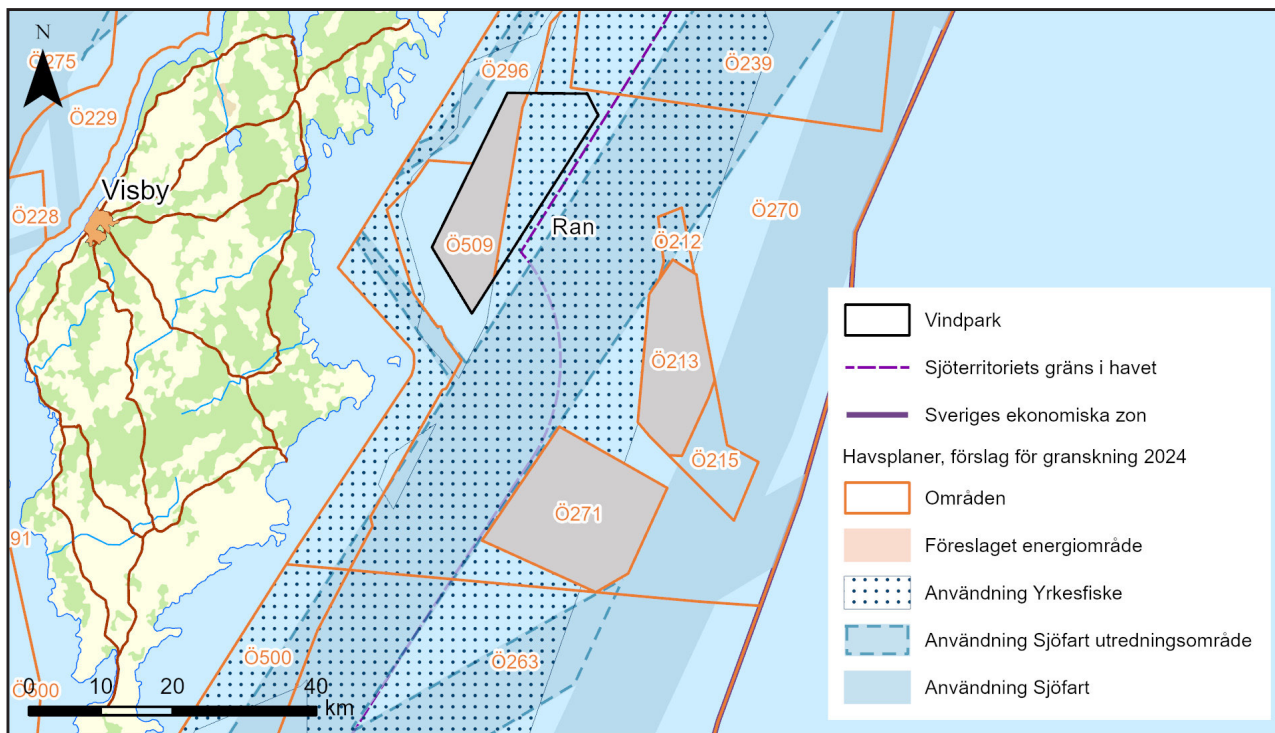 N
Ö275
Ö296
Ö239
Ö229
Visby
Ö228
Ö270
Ran
Ö212
Ö509
Ö213
Ö215
Ö271
91
Ö500
Ö263
Ö500
0 10 20 40
km
Vindpark
Sjöterritoriets gräns i havet
Sveriges ekonomiska zon
Havsplaner, förslag för granskning 2024
Områden
Föreslaget energiområde
Användning Yrkesfiske
Användning Sjöfart utredningsområde
Användning Sjöfart